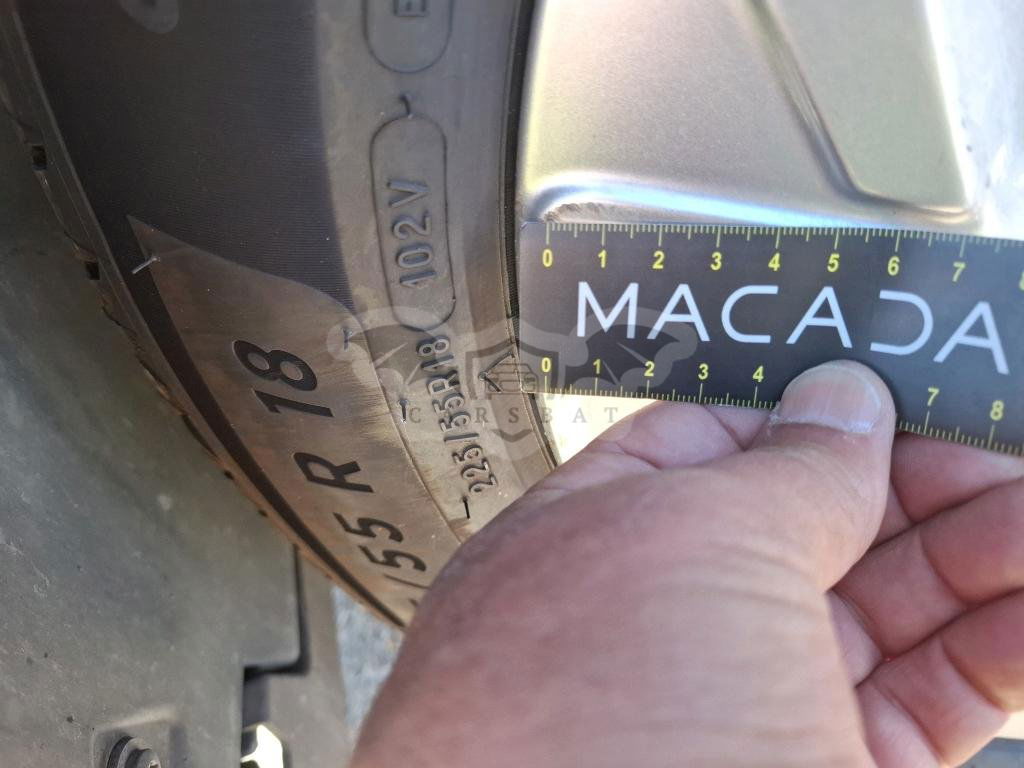 E
102V
225/55R18
/55 R 18
0 1 2 3 4 5 6 7 8
MACADA
0 1 2 3 4 7 8
CARSBAT